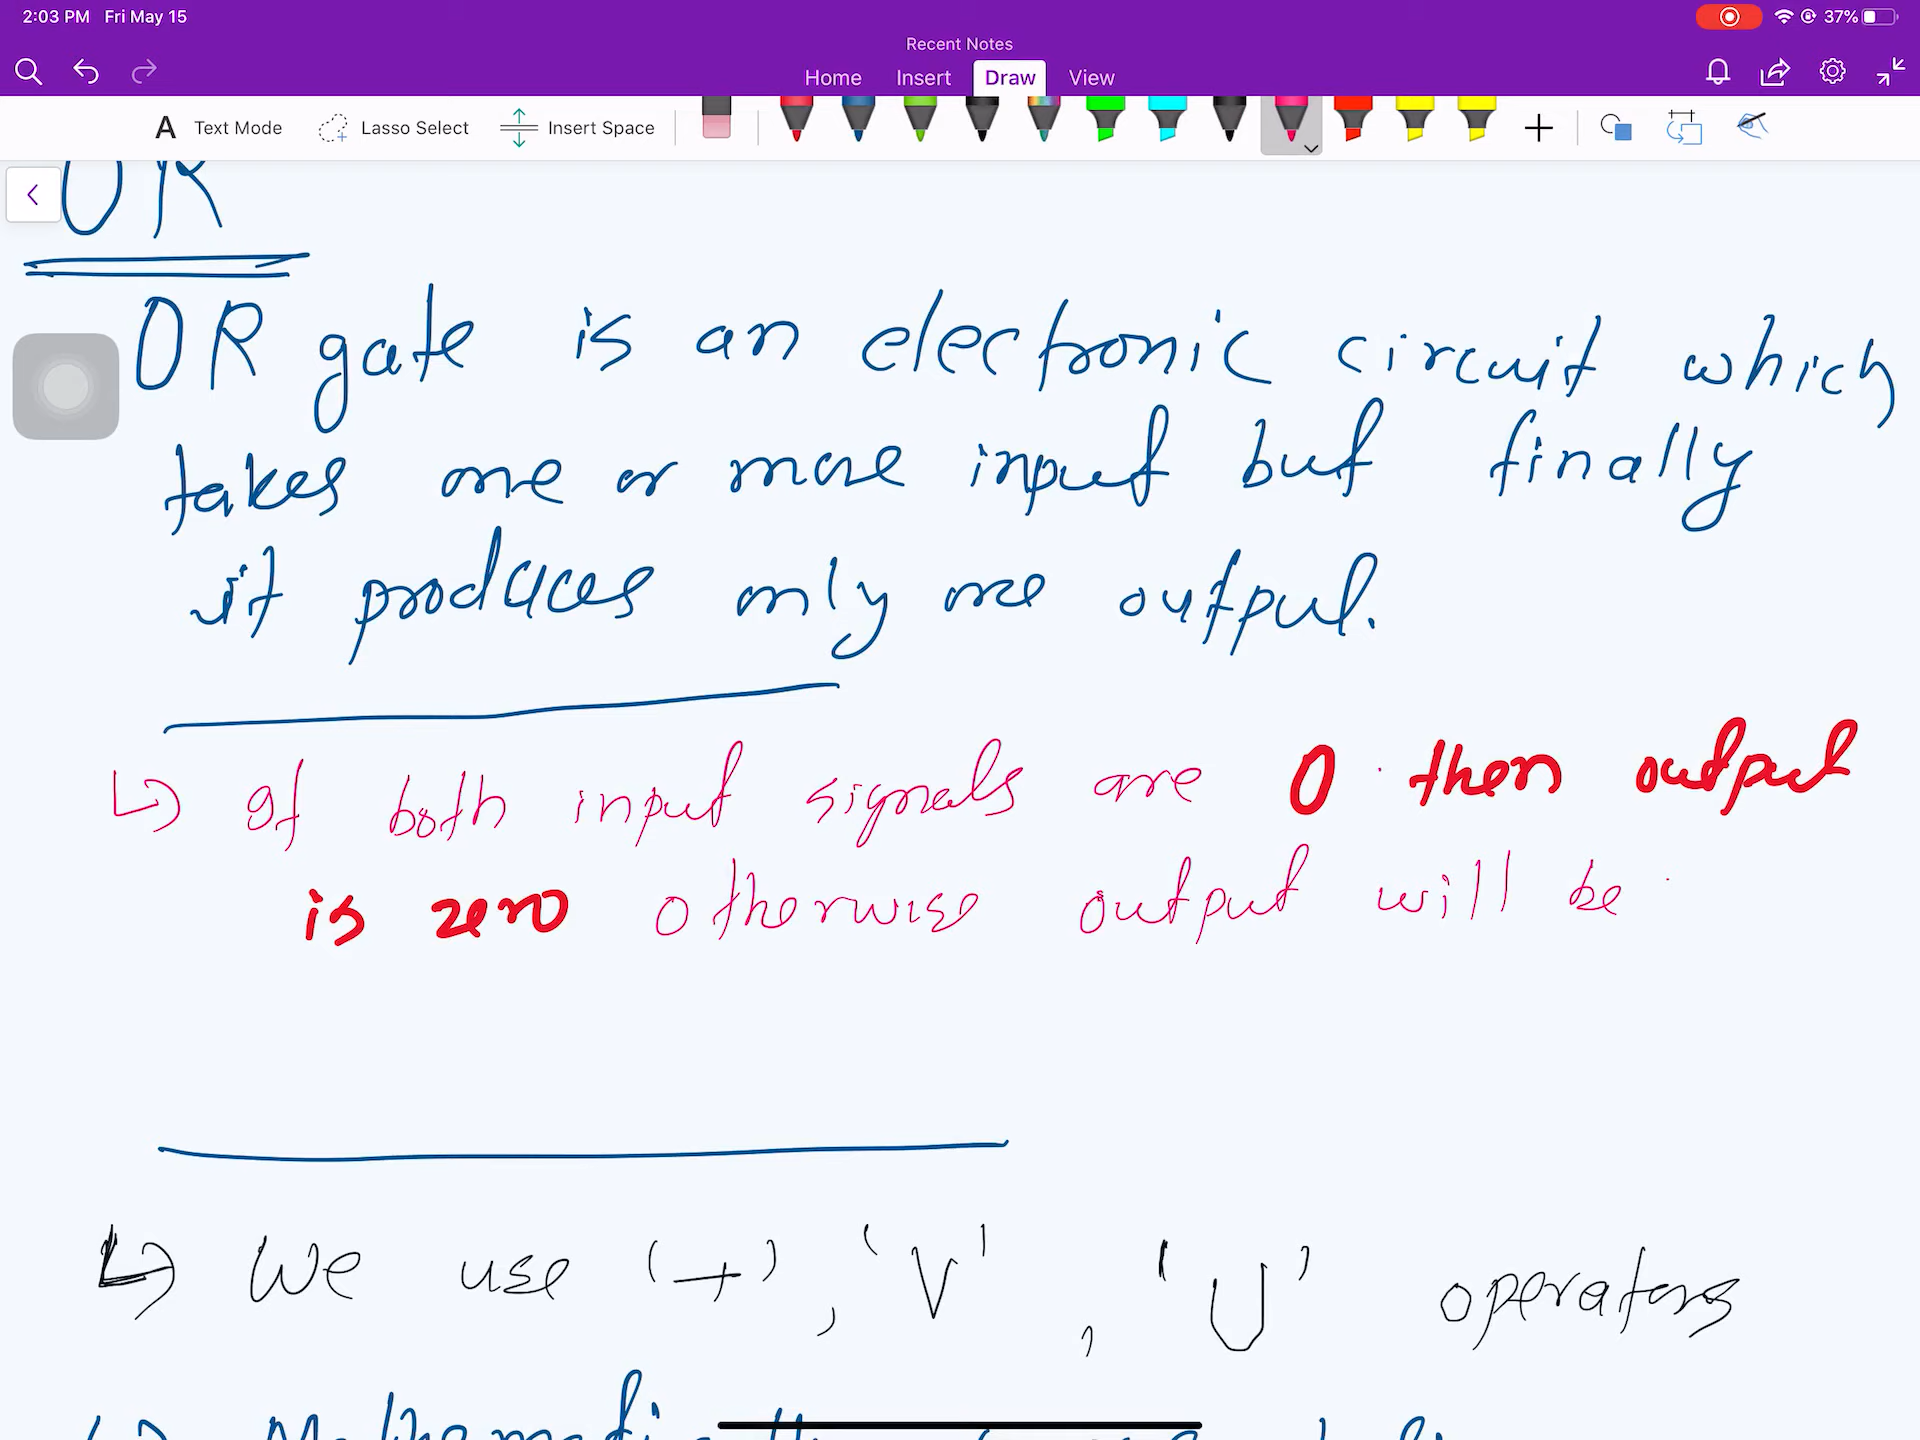 2:03 PM Fri May 15
37%
Recent Notes
Home Insert Draw View
A Text Mode Lasso Select Insert Space
OR
OR gate is an electronic circuit which
takes one or more input but finally
it produces only one output.
If both input signals are 0 then output
is zero otherwise output will be
We use '+', 'V', 'U' operators